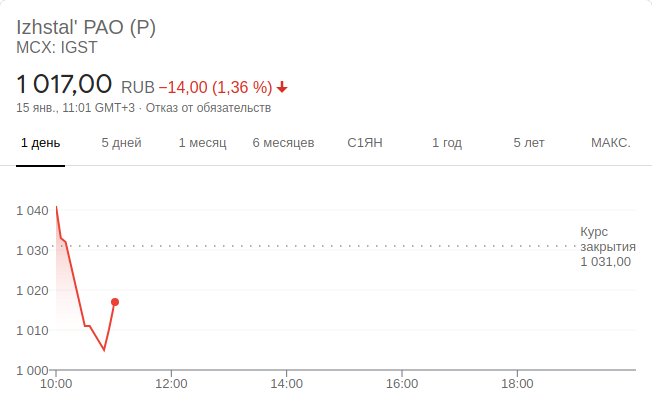 Izhstal' PAO (P)
MCX: IGST
1 017,00 RUB −14,00 (1,36 %)
15 янв., 11:01 GMT+3 · Отказ от обязательств
1 день 5 дней 1 месяц 6 месяцев С1ЯН 1 год 5 лет МАКС.
1 040
1 030
1 020
1 010
1 000
Курс
закрытия
1 031,00
10:00 12:00 14:00 16:00 18:00